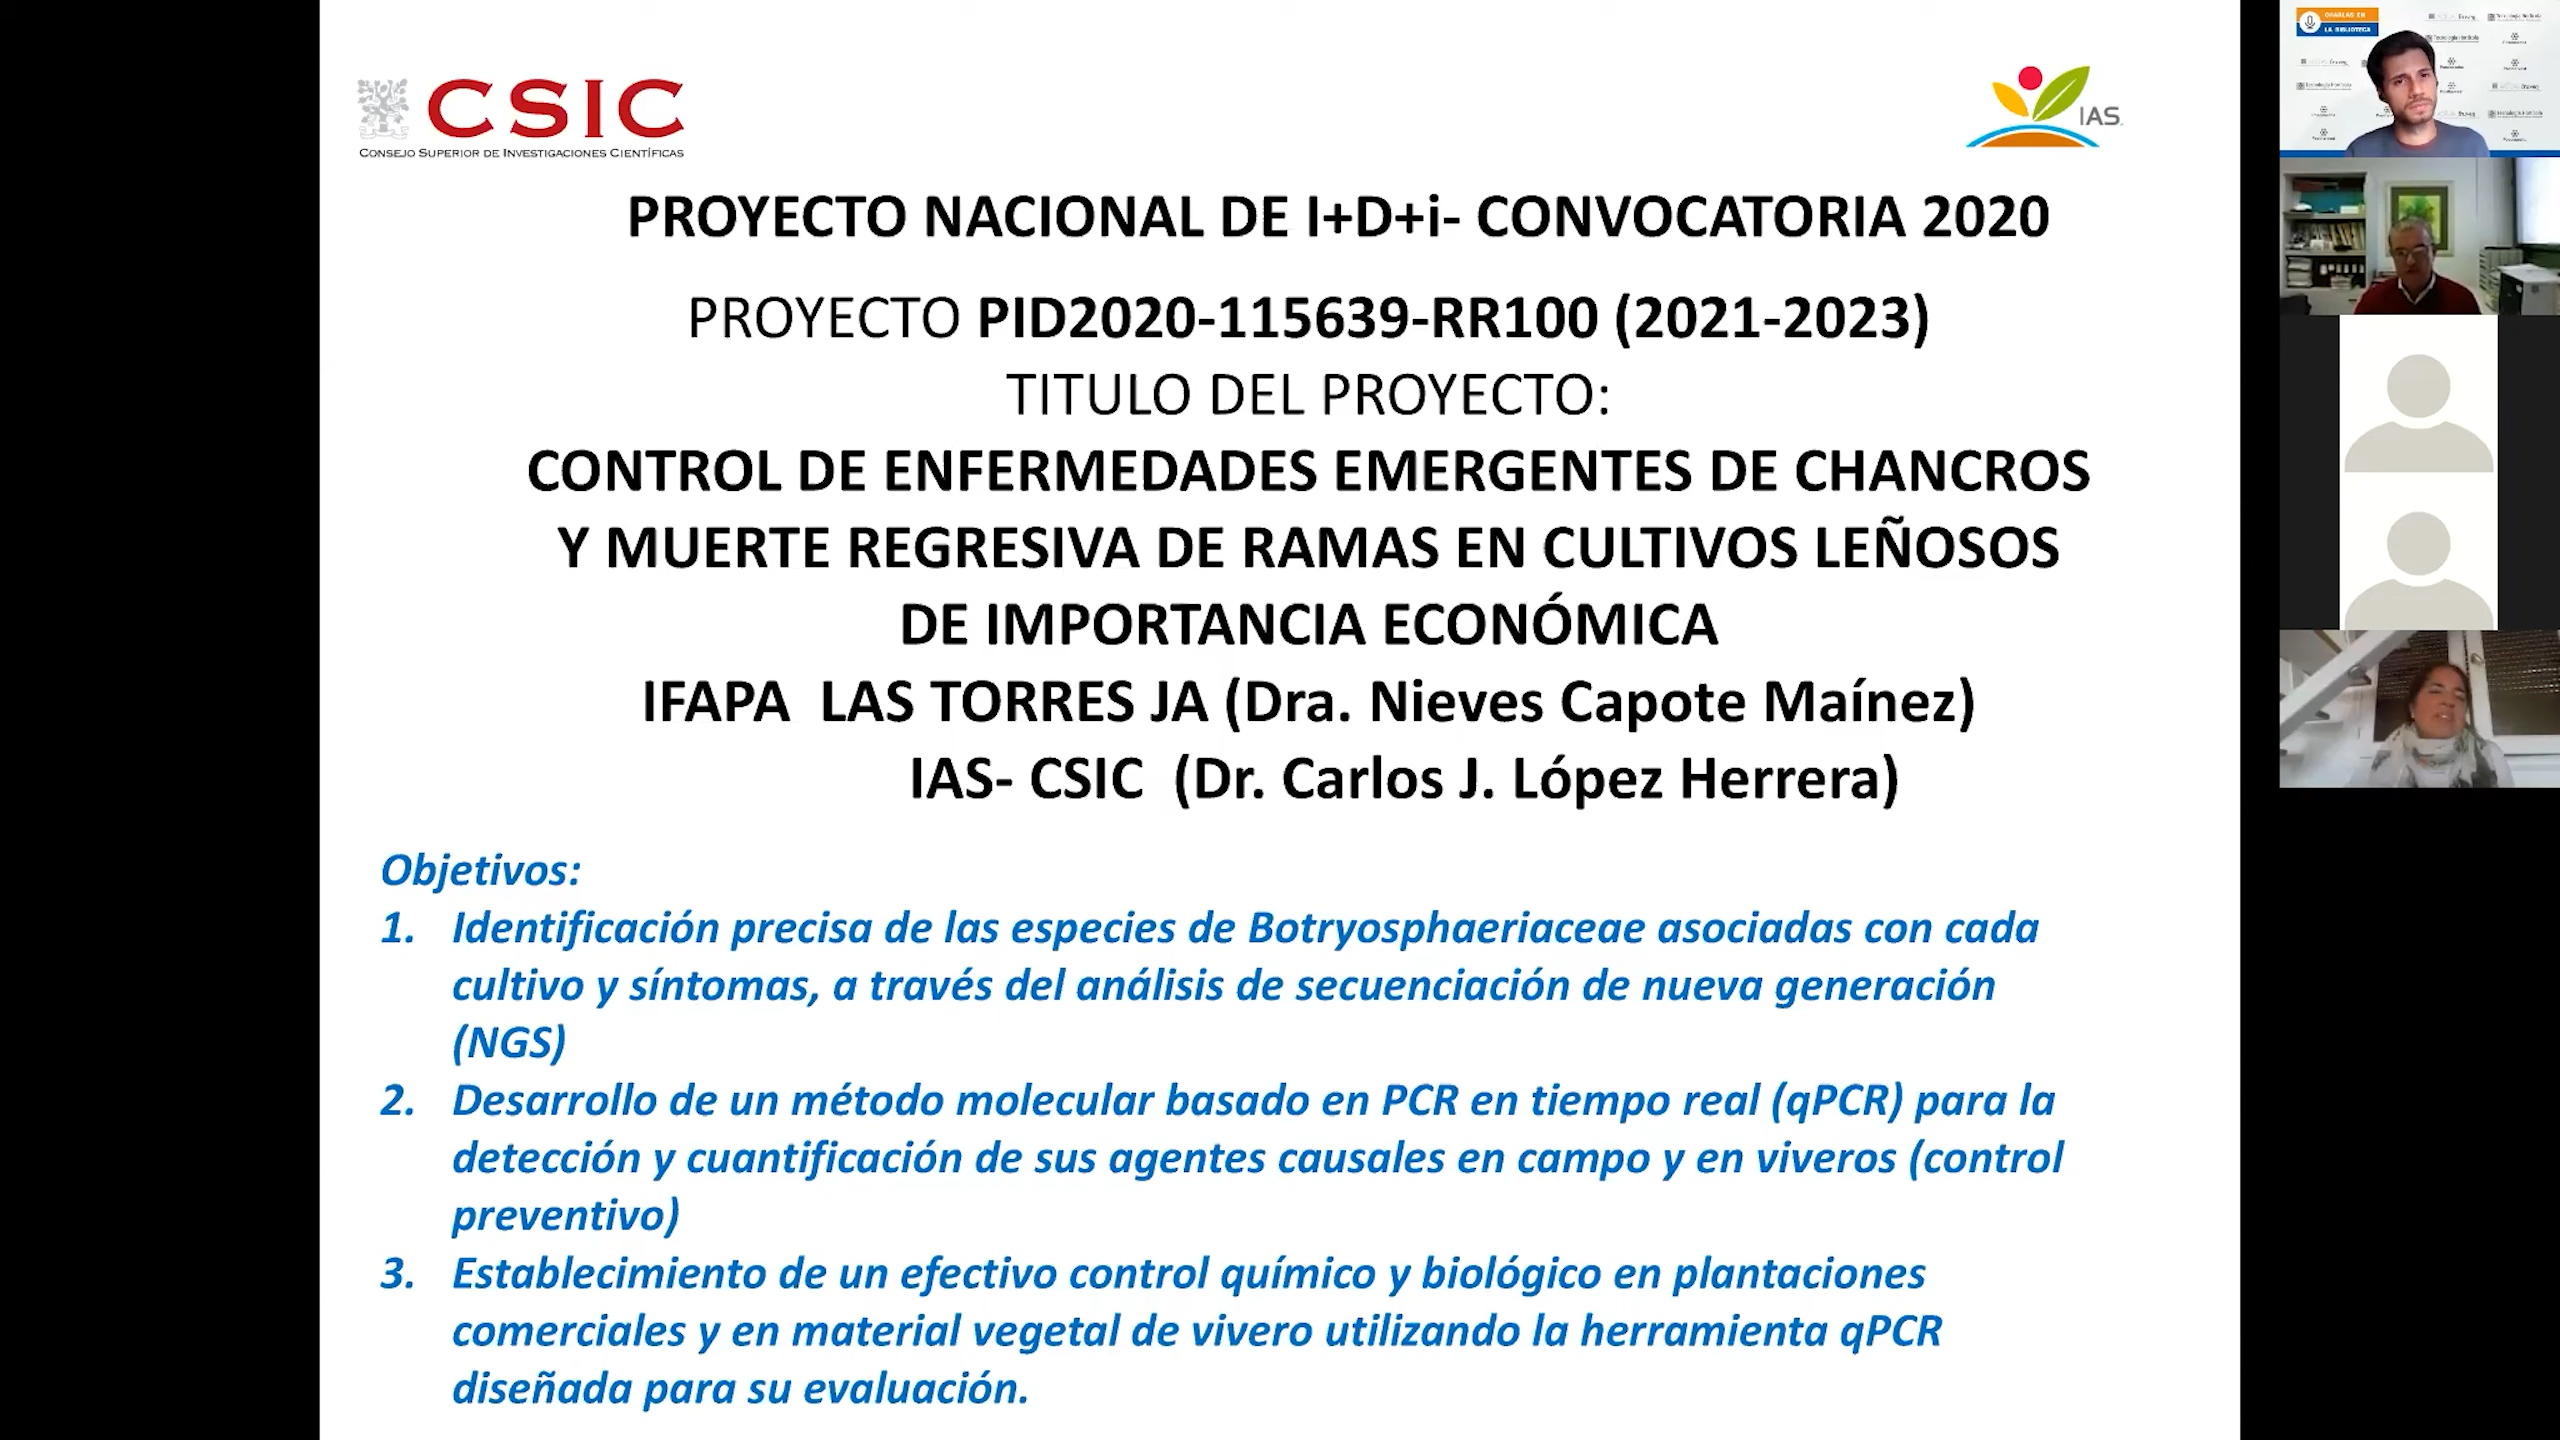 CSIC
CONSEJO SUPERIOR DE INVESTIGACIONES CIENTÍFICAS
IAS
PROYECTO NACIONAL DE I+D+i- CONVOCATORIA 2020
PROYECTO PID2020-115639-RR100 (2021-2023)
TITULO DEL PROYECTO:
CONTROL DE ENFERMEDADES EMERGENTES DE CHANCROS
Y MUERTE REGRESIVA DE RAMAS EN CULTIVOS LEÑOSOS
DE IMPORTANCIA ECONÓMICA
IFAPA LAS TORRES JA (Dra. Nieves Capote Maínez)
IAS- CSIC (Dr. Carlos J. López Herrera)
Objetivos:
1. Identificación precisa de las especies de Botryosphaeriaceae asociadas con cada
cultivo y síntomas, a través del análisis de secuenciación de nueva generación
(NGS)
2. Desarrollo de un método molecular basado en PCR en tiempo real (qPCR) para la
detección y cuantificación de sus agentes causales en campo y en viveros (control
preventivo)
3. Establecimiento de un efectivo control químico y biológico en plantaciones
comerciales y en material vegetal de vivero utilizando la herramienta qPCR
diseñada para su evaluación.
CHARLAS EN
LA BIBLIOTECA
Tecnología Hortícola